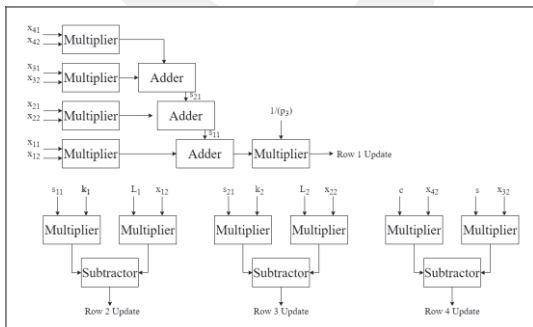 x41
x42
Multiplier
x31
x32
Multiplier
Adder
s21
x21
x22
Multiplier
Adder
1/(p3)
s11
x11
x12
Multiplier
Adder
Multiplier
Row 1 Update
s11 k1 L1 x12
s21 k2 L2 x22
c x42 s x32
Multiplier Multiplier
Multiplier Multiplier
Multiplier Multiplier
Subtractor
Subtractor
Subtractor
Row 2 Update
Row 3 Update
Row 4 Update